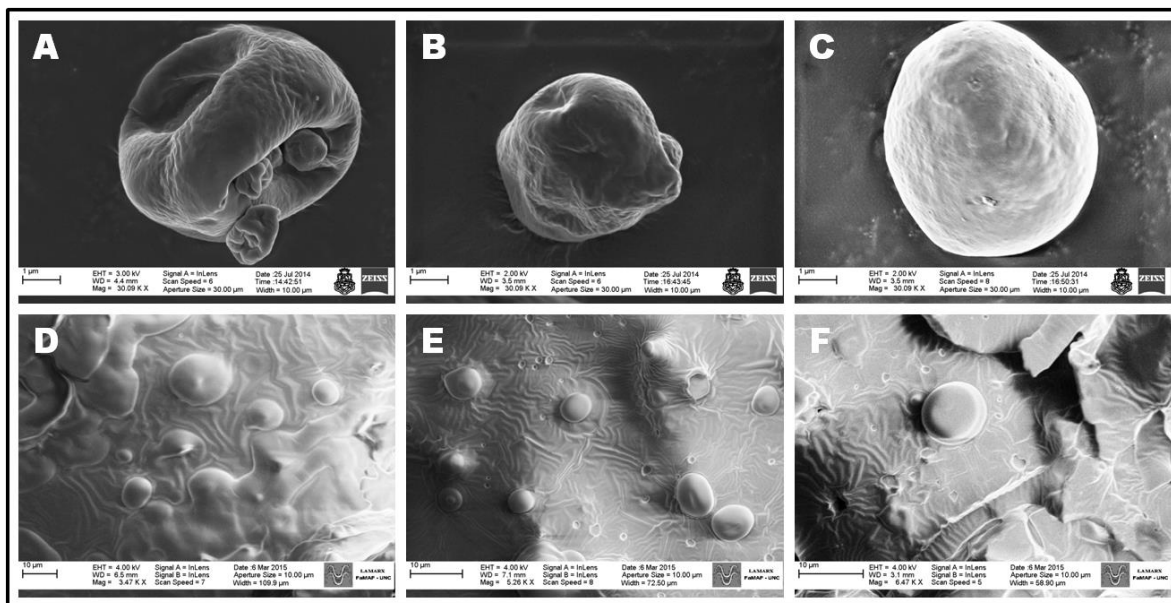 A
1 µm
EHT = 3.00 kV
WD = 4.4 mm
Mag = 30.09 K X
Signal A = InLens
Scan Speed = 6
Aperture Size = 30.00 µm
Date :25 Jul 2014
Time :14:42:51
Width = 10.00 µm
ZEISS
B
1 µm
EHT = 2.00 kV
WD = 3.5 mm
Mag = 30.09 K X
Signal A = InLens
Scan Speed = 6
Aperture Size = 30.00 µm
Date :25 Jul 2014
Time :16:43:45
Width = 10.00 µm
ZEISS
C
1 µm
EHT = 2.00 kV
WD = 3.5 mm
Mag = 30.09 K X
Signal A = InLens
Scan Speed = 8
Aperture Size = 30.00 µm
Date :25 Jul 2014
Time :16:50:31
Width = 10.00 µm
ZEISS
D
10 µm
EHT = 4.00 kV
WD = 6.5 mm
Mag = 3.47 K X
Signal A = InLens
Signal B = InLens
Scan Speed = 7
Date :6 Mar 2015
Aperture Size = 10.00 µm
Width = 109.9 µm
LAMARX
FaMAF - UNC
E
10 µm
EHT = 4.00 kV
WD = 7.1 mm
Mag = 5.26 K X
Signal A = InLens
Signal B = InLens
Scan Speed = 8
Date :6 Mar 2015
Aperture Size = 10.00 µm
Width = 72.50 µm
LAMARX
FaMAF - UNC
F
10 µm
EHT = 4.00 kV
WD = 3.1 mm
Mag = 6.47 K X
Signal A = InLens
Signal B = InLens
Scan Speed = 5
Date :6 Mar 2015
Aperture Size = 10.00 µm
Width = 58.90 µm
LAMARX
FaMAF - UNC